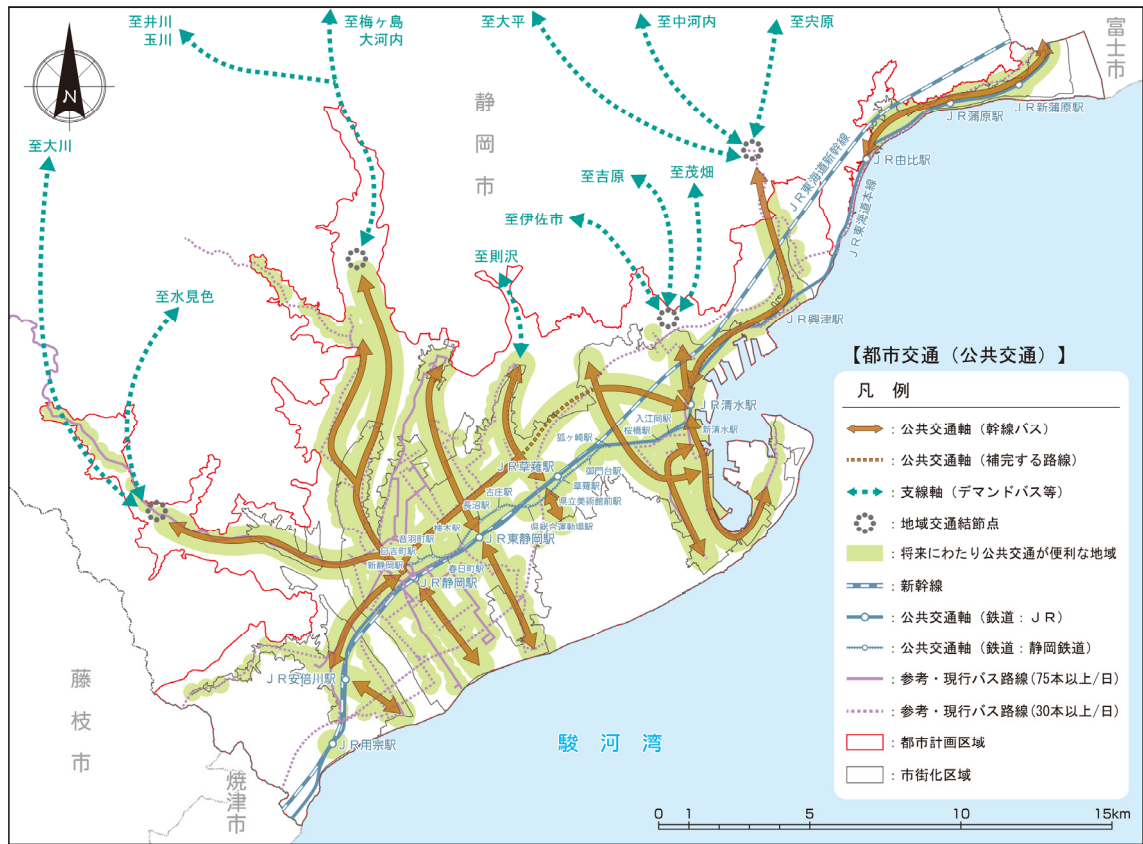 至井川
玉川
至梅ヶ島
大河内
至大平
至中河内
至宍原
富士市
N
静岡市
至大川
JR新蒲原駅
JR蒲原駅
JR東海道新幹線
JR由比駅
JR東海道本線
至吉原
至茂畑
至伊佐布
至則沢
至水見色
JR興津駅
JR清水駅
入江岡駅
新清水駅
桜橋駅
狐ヶ崎駅
JR草薙駅
御門台駅
草薙駅
県立美術館前駅
県総合運動場駅
古庄駅
長沼駅
柚木駅
JR東静岡駅
音羽町駅
日吉町駅
新静岡駅
春日町駅
JR静岡駅
JR安倍川駅
JR用宗駅
藤枝市
焼津市
駿河湾
【都市交通（公共交通）】
凡 例
：公共交通軸（幹線バス）
：公共交通軸（補完する路線）
：支線軸（デマンドバス等）
：地域交通結節点
：将来にわたり公共交通が便利な地域
：新幹線
：公共交通軸（鉄道：ＪＲ）
：公共交通軸（鉄道：静岡鉄道）
：参考・現行バス路線(75本以上/日)
：参考・現行バス路線(30本以上/日)
：都市計画区域
：市街化区域
0 1 5 10 15km